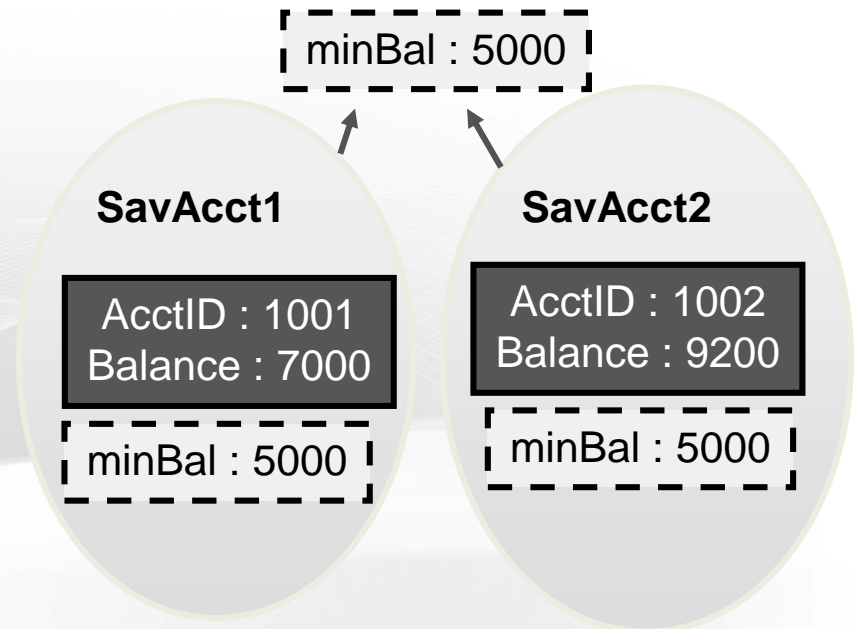 minBal : 5000
SavAcct1
AcctID : 1001
Balance : 7000
minBal : 5000
SavAcct2
AcctID : 1002
Balance : 9200
minBal : 5000